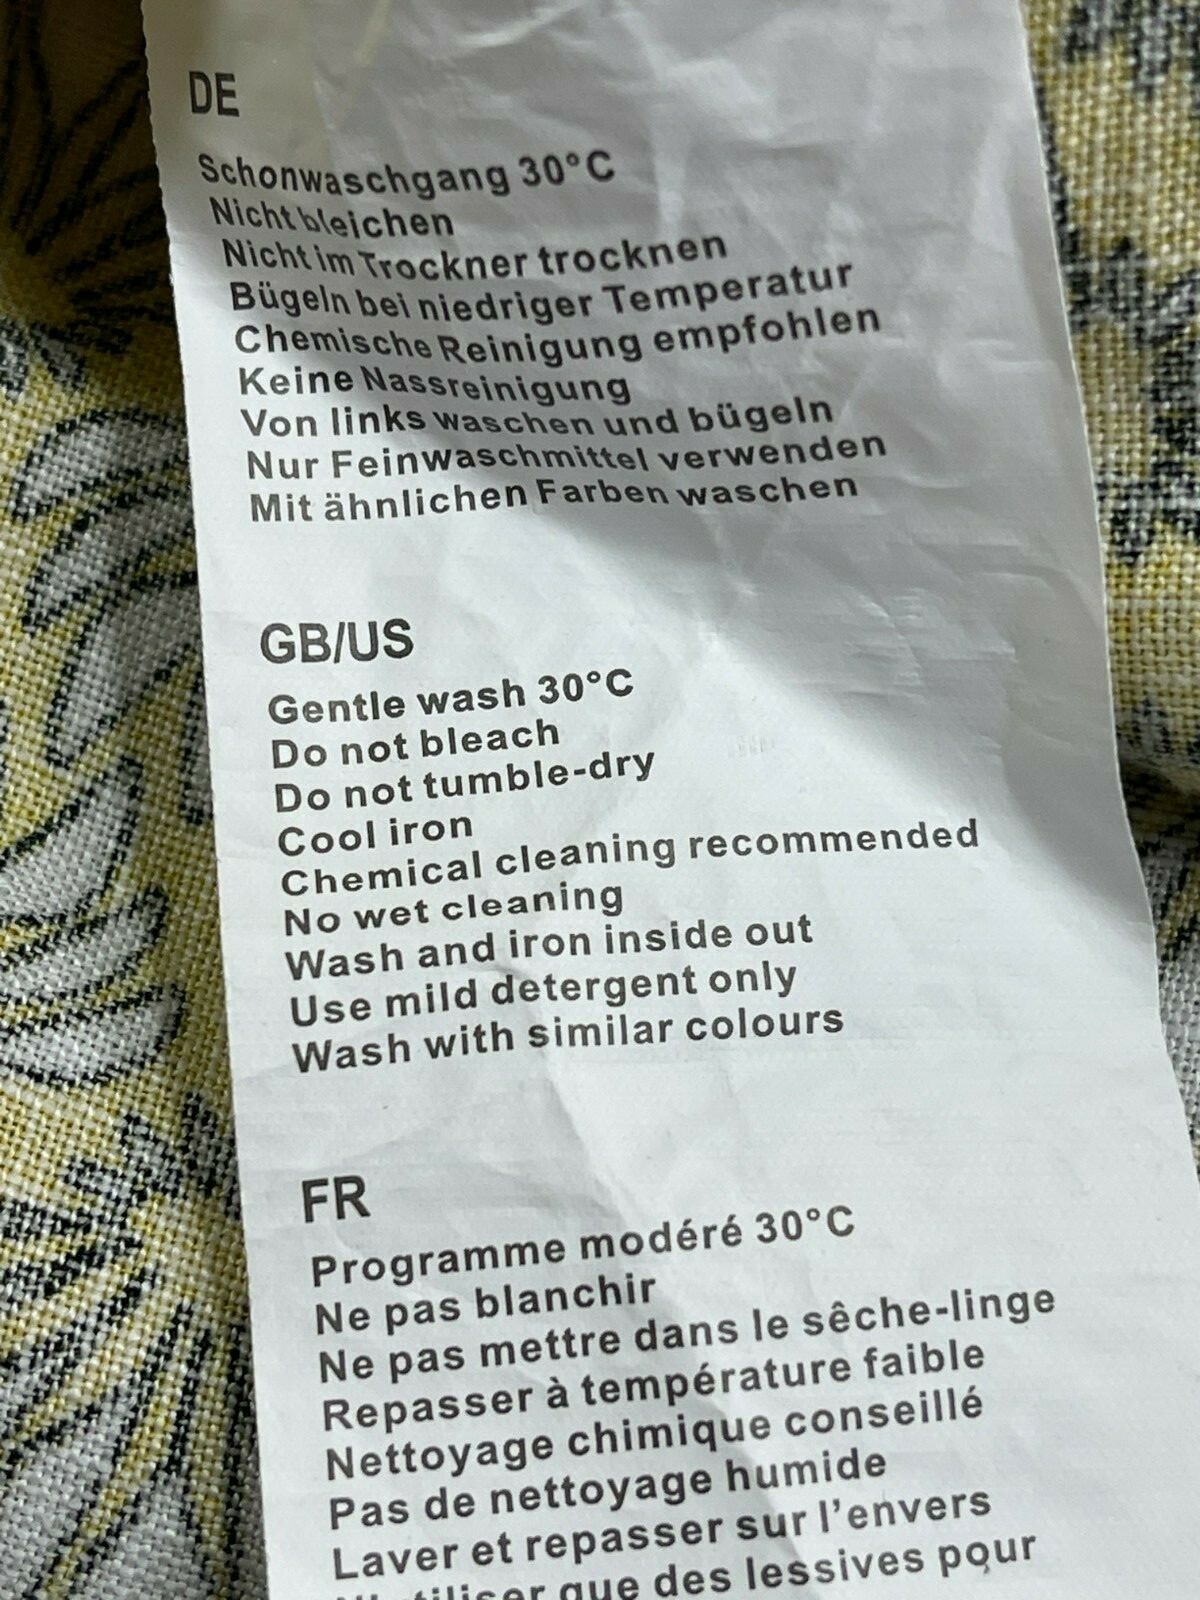 DE
Schonwaschgang 30°C
Nicht bleichen
Nicht im Trockner trocknen
Bügeln bei niedriger Temperatur
Chemische Reinigung empfohlen
Keine Nassreinigung
Von links waschen und bügeln
Nur Feinwaschmittel verwenden
Mit ähnlichen Farben waschen
GB/US
Gentle wash 30°C
Do not bleach
Do not tumble-dry
Cool iron
Chemical cleaning recommended
No wet cleaning
Wash and iron inside out
Use mild detergent only
Wash with similar colours
FR
Programme modéré 30°C
Ne pas blanchir
Ne pas mettre dans le sêche-linge
Repasser à température faible
Nettoyage chimique conseillé
Pas de nettoyage humide
Laver et repasser sur l'envers
que des lessives pour